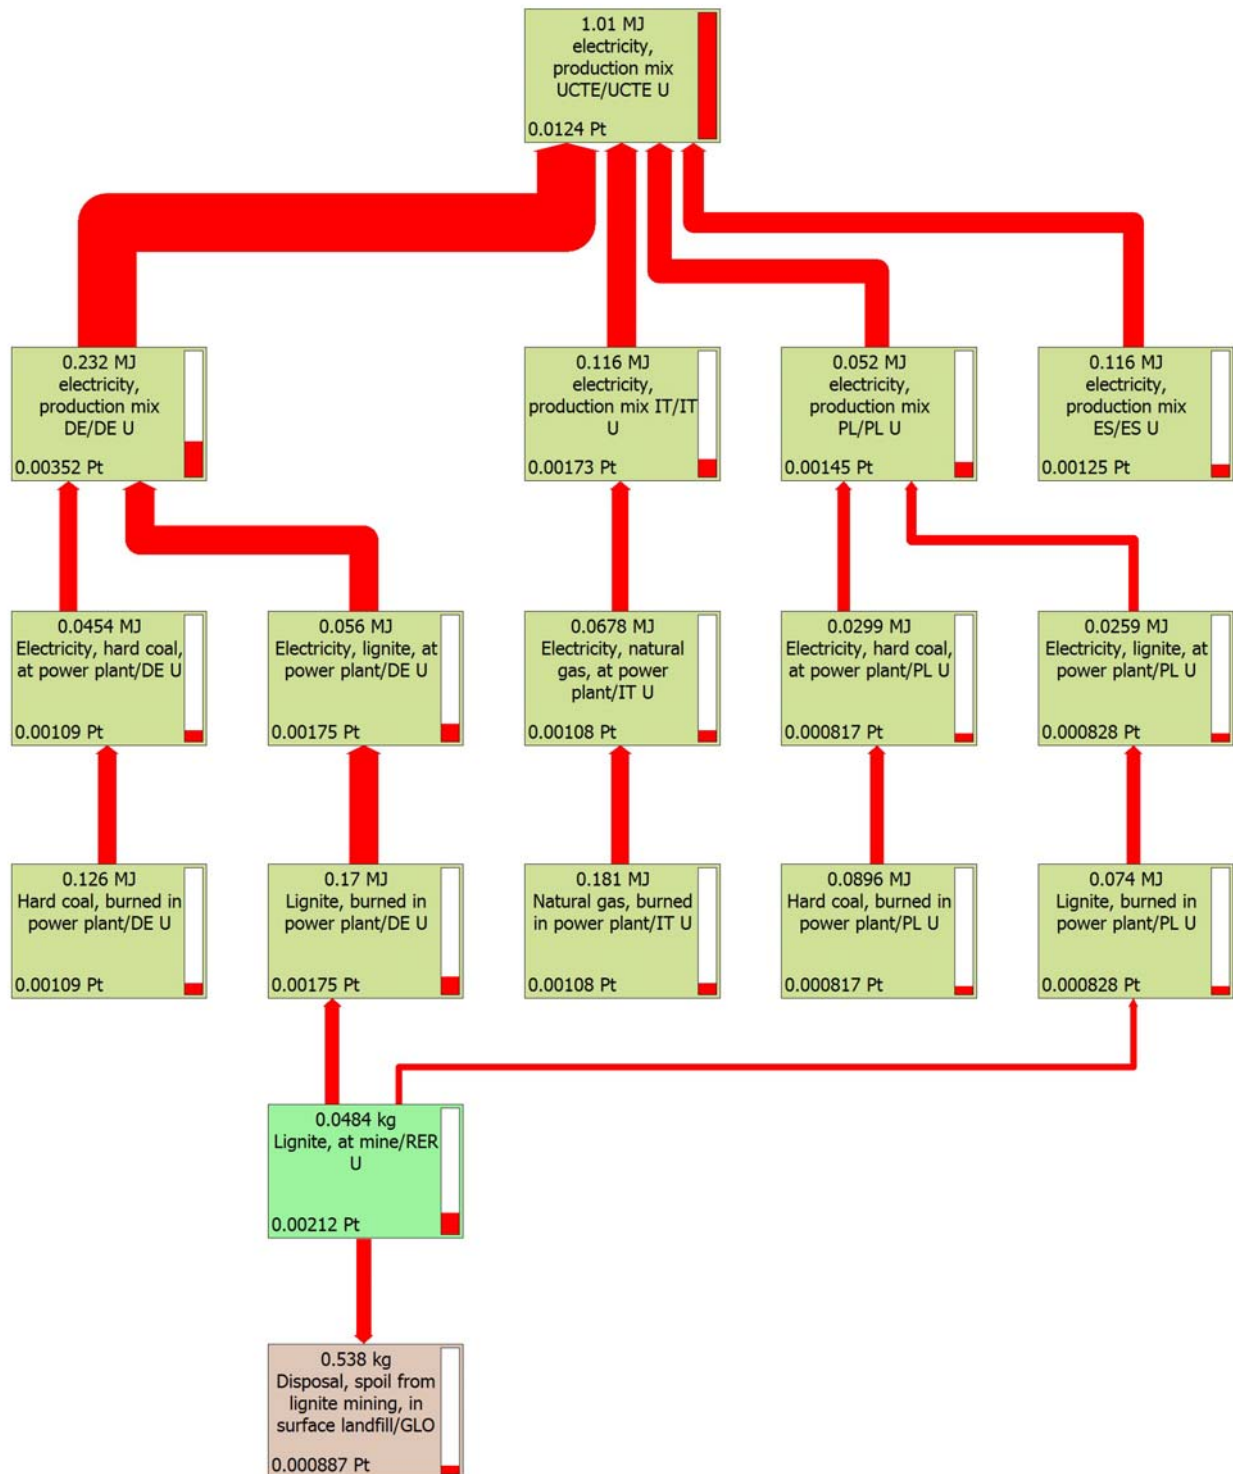 1.01 MJ
electricity,
production mix
UCTE/UCTE U
0.0124 Pt
0.232 MJ
electricity,
production mix
DE/DE U
0.00352 Pt
0.116 MJ
electricity,
production mix IT/IT
U
0.00173 Pt
0.052 MJ
electricity,
production mix
PL/PL U
0.00145 Pt
0.116 MJ
electricity,
production mix
ES/ES U
0.00125 Pt
0.0454 MJ
Electricity, hard coal,
at power plant/DE U
0.00109 Pt
0.056 MJ
Electricity, lignite, at
power plant/DE U
0.00175 Pt
0.0678 MJ
Electricity, natural
gas, at power
plant/IT U
0.00108 Pt
0.0299 MJ
Electricity, hard coal,
at power plant/PL U
0.000817 Pt
0.0259 MJ
Electricity, lignite, at
power plant/PL U
0.000828 Pt
0.126 MJ
Hard coal, burned in
power plant/DE U
0.00109 Pt
0.17 MJ
Lignite, burned in
power plant/DE U
0.00175 Pt
0.181 MJ
Natural gas, burned
in power plant/IT U
0.00108 Pt
0.0896 MJ
Hard coal, burned in
power plant/PL U
0.000817 Pt
0.074 MJ
Lignite, burned in
power plant/PL U
0.000828 Pt
0.0484 kg
Lignite, at mine/RER
U
0.00212 Pt
0.538 kg
Disposal, spoil from
lignite mining, in
surface landfill/GLO
0.000887 Pt